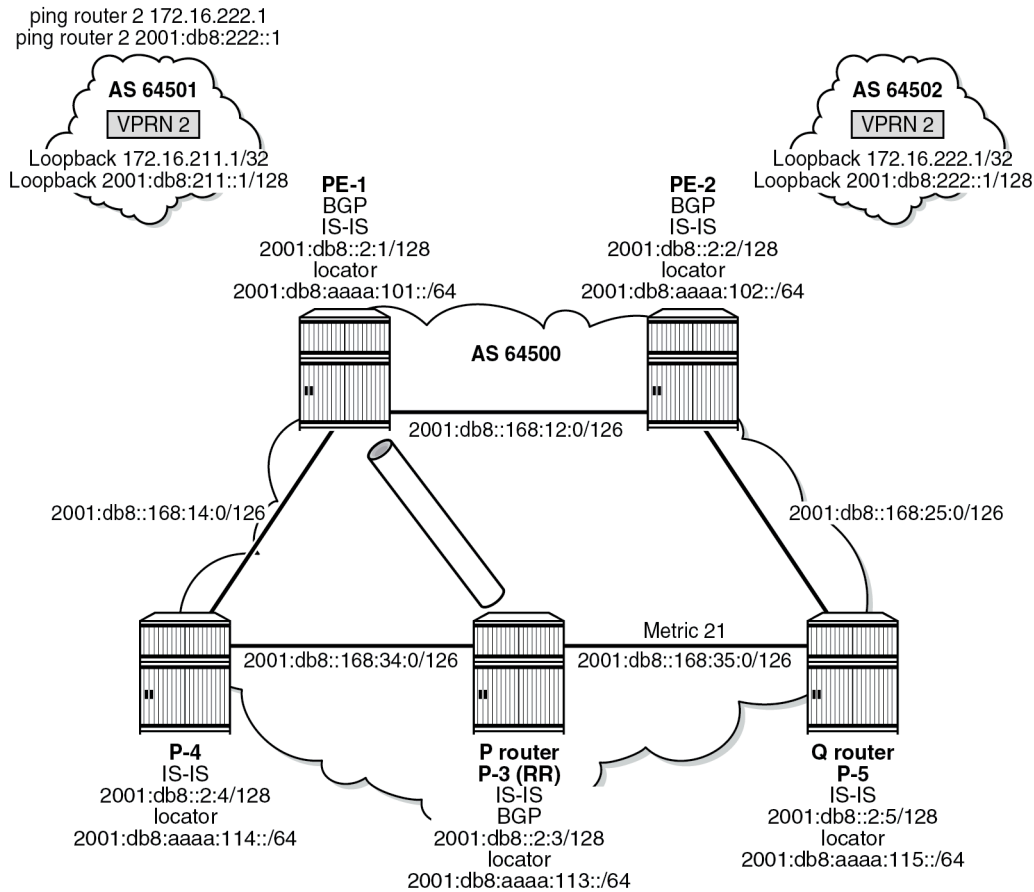 ping router 2 172.16.222.1
ping router 2 2001:db8:222::1
AS 64501
VPRN 2
Loopback 172.16.211.1/32
Loopback 2001:db8:211::1/128
AS 64502
VPRN 2
Loopback 172.16.222.1/32
Loopback 2001:db8:222::1/128
PE-1
BGP
IS-IS
2001:db8::2:1/128
locator
2001:db8:aaaa:101::/64
PE-2
BGP
IS-IS
2001:db8::2:2/128
locator
2001:db8:aaaa:102::/64
AS 64500
2001:db8::168:12:0/126
2001:db8::168:14:0/126
2001:db8::168:25:0/126
Metric 21
2001:db8::168:34:0/126
2001:db8::168:35:0/126
P-4
IS-IS
2001:db8::2:4/128
locator
2001:db8:aaaa:114::/64
P router
P-3 (RR)
IS-IS
BGP
2001:db8::2:3/128
locator
2001:db8:aaaa:113::/64
Q router
P-5
IS-IS
2001:db8::2:5/128
locator
2001:db8:aaaa:115::/64